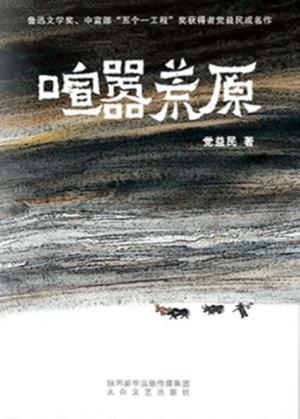 鲁迅文学奖、中宣部“五个一工程”奖获得者党益民成名作
喧嚣荒原
党益民 著
陕西新华出版传媒集团
太白文艺出版社